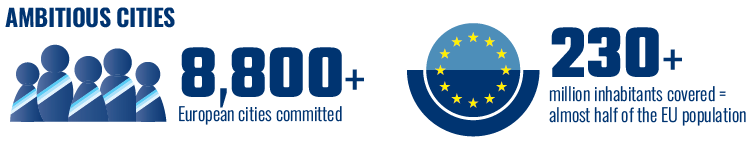 AMBITIOUS CITIES
8,800+
European cities committed
230+
million inhabitants covered =
almost half of the EU population